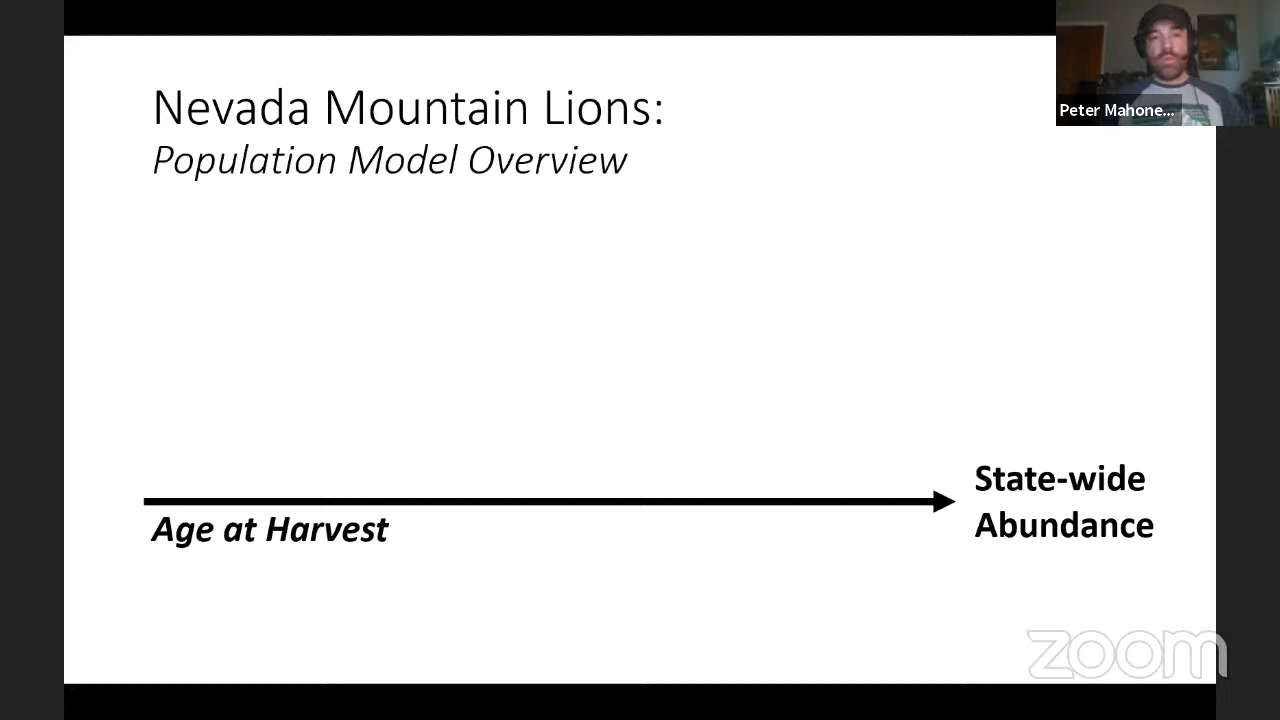 Nevada Mountain Lions:
Population Model Overview
Peter Mahone...
State-wide
Abundance
Age at Harvest
zoom